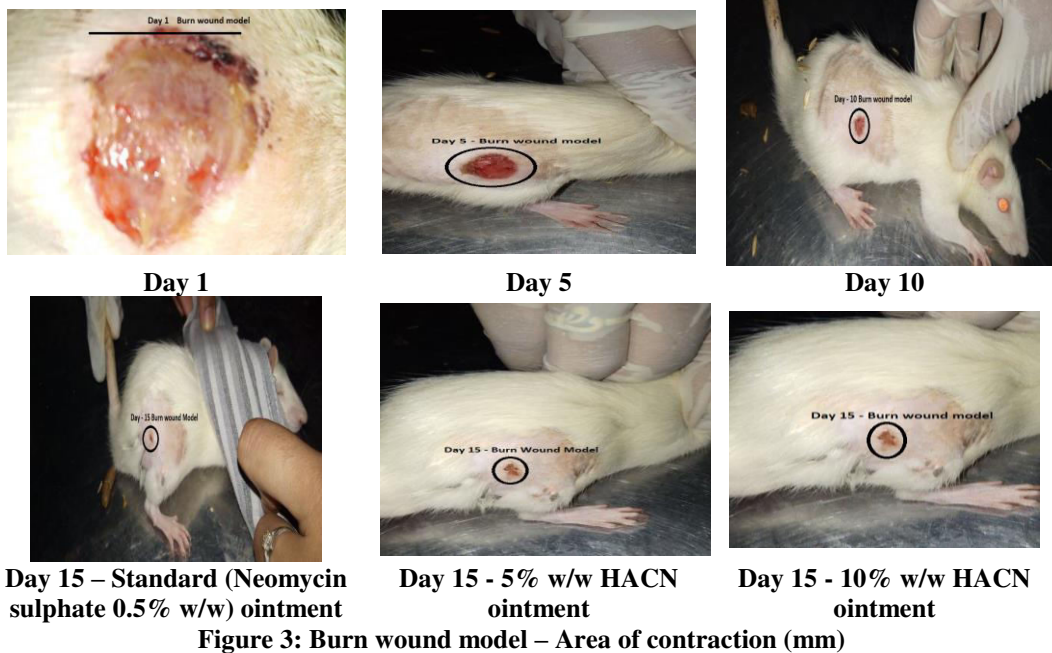 Day 1 Burn wound model
Day 5 - Burn wound model
Day - 10 Burn wound model
Day 1
Day 5
Day 10
Day - 15 Burn wound Model
Day 15 - Burn Wound Model
Day 15 - Burn wound model
Day 15 – Standard (Neomycin
sulphate 0.5% w/w) ointment
Day 15 - 5% w/w HACN
ointment
Day 15 - 10% w/w HACN
ointment
Figure 3: Burn wound model – Area of contraction (mm)